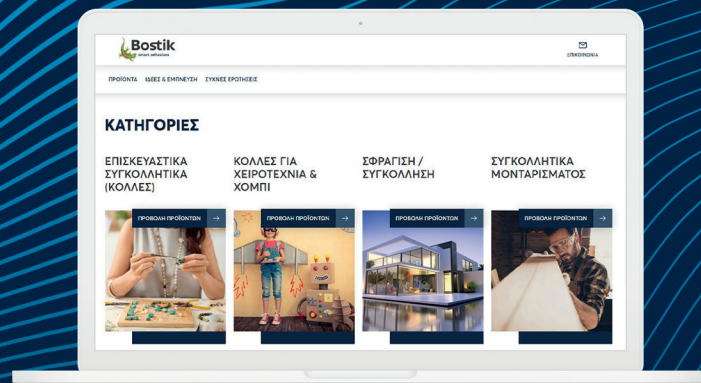 Bostik
smart adhesives
ΕΠΙΚΟΙΝΩΝΙΑ
ΠΡΟΪΟΝΤΑ ΙΔΕΕΣ & ΕΜΠΝΕΥΣΗ ΣΥΧΝΕΣ ΕΡΩΤΗΣΕΙΣ
ΚΑΤΗΓΟΡΙΕΣ
ΕΠΙΣΚΕΥΑΣΤΙΚΑ
ΣΥΓΚΟΛΛΗΤΙΚΑ
(ΚΟΛΛΕΣ)
ΚΟΛΛΕΣ ΓΙΑ
ΧΕΙΡΟΤΕΧΝΙΑ &
ΧΟΜΠΙ
ΣΦΡΑΓΙΣΗ /
ΣΥΓΚΟΛΛΗΣΗ
ΣΥΓΚΟΛΛΗΤΙΚΑ
ΜΟΝΤΑΡΙΣΜΑΤΟΣ
ΠΡΟΒΟΛΗ ΠΡΟΪΟΝΤΩΝ →
ΠΡΟΒΟΛΗ ΠΡΟΪΟΝΤΩΝ →
ΠΡΟΒΟΛΗ ΠΡΟΪΟΝΤΩΝ →
ΠΡΟΒΟΛΗ ΠΡΟΪΟΝΤΩΝ →